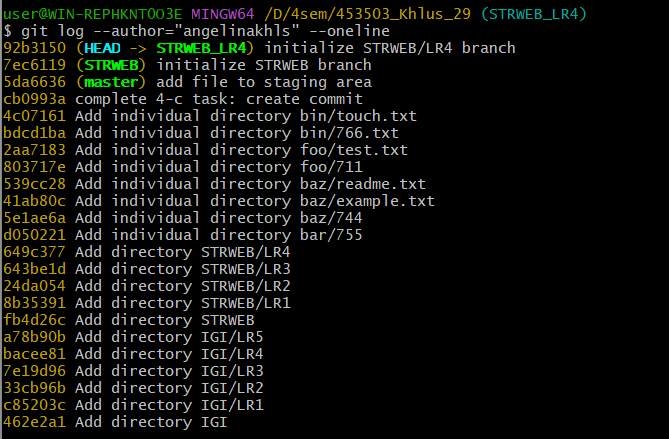 user@WIN-REPHKNTOO3E MINGW64 /D/4sem/453503_Khlus_29 (STRWEB_LR4)
$ git log --author="angelinakhls" --oneline
92b3150 (HEAD -> STRWEB_LR4) initialize STRWEB/LR4 branch
7ec6119 (STRWEB) initialize STRWEB branch
5da6636 (master) add file to staging area
cb0993a complete 4-c task: create commit
4c07161 Add individual directory bin/touch.txt
bdcd1ba Add individual directory bin/766.txt
2aa7183 Add individual directory foo/test.txt
803717e Add individual directory foo/711
539cc28 Add individual directory baz/readme.txt
41ab80c Add individual directory baz/example.txt
5e1ae6a Add individual directory baz/744
d050221 Add individual directory bar/755
649c377 Add directory STRWEB/LR4
643be1d Add directory STRWEB/LR3
24da054 Add directory STRWEB/LR2
8b35391 Add directory STRWEB/LR1
fb4d26c Add directory STRWEB
a78b90b Add directory IGI/LR5
bacee81 Add directory IGI/LR4
7e19d96 Add directory IGI/LR3
33cb96b Add directory IGI/LR2
c85203c Add directory IGI/LR1
462e2a1 Add directory IGI